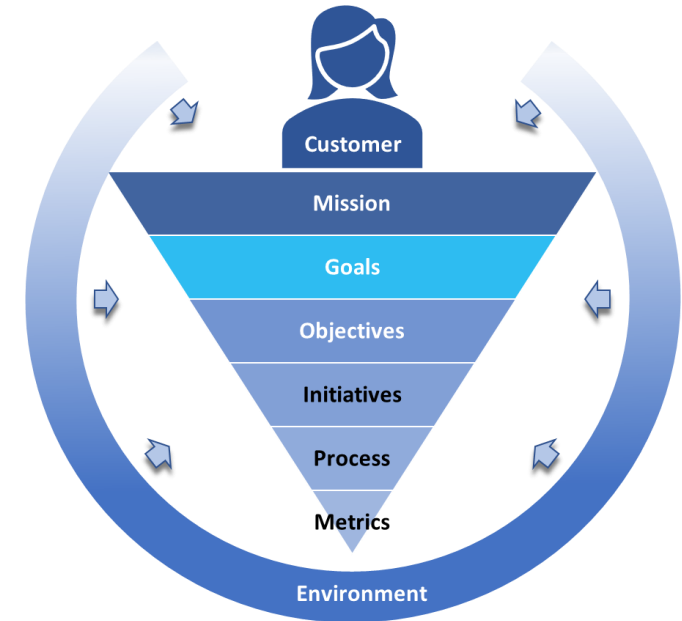 Customer
Mission
Goals
Objectives
Initiatives
Process
Metrics
Environment